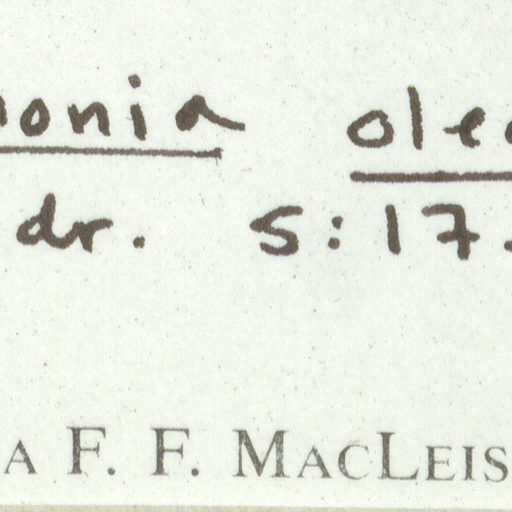 onia ole
dr. 5:17.
A F. F. MACLEIS